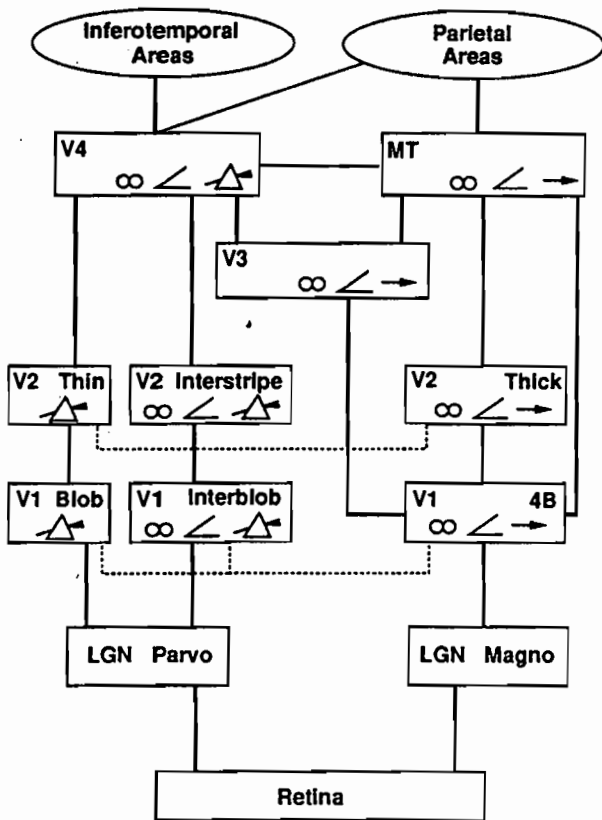 Inferotemporal
Areas
Parietal
Areas
V4
MT
V3
V2 Thin
V2 Interstripe
V2 Thick
V1 Blob
V1 Interblob
V1 4B
LGN Parvo
LGN Magno
Retina